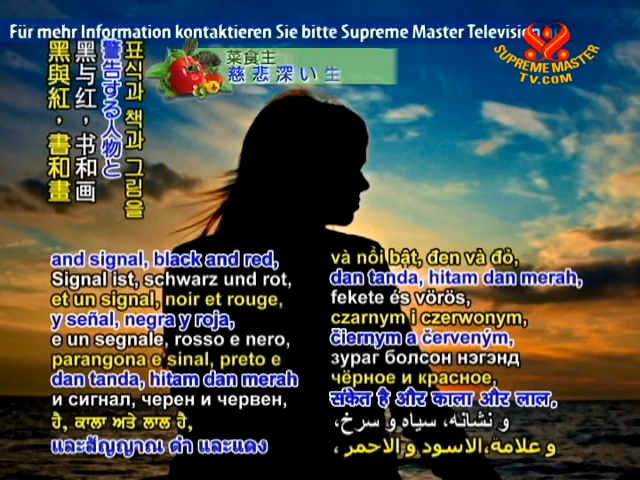 Für mehr Information kontaktieren Sie bitte Supreme Master Television
SUPREME MASTER
TV.COM
菜食主
慈悲深い生
표식과 책과 그림을
警告する人物と
黑与红，书和画
黑與紅，書和畫
and signal, black and red,
Signal ist, schwarz und rot,
et un signal, noir et rouge,
y señal, negra y roja,
e un segnale, rosso e nero,
parangona e sinal, preto e
dan tanda, hitam dan merah
и сигнал, черен и червен,
ਹੈ, ਕਾਲਾ ਅਤੇ ਲਾਲ ਹੈ,
และสัญญาณ ดำ และแดง
và nổi bật, đen và đỏ,
dan tanda, hitam dan merah,
fekete és vörös,
czarnym i czerwonym,
čiernym a červeným,
зураг болсон нэгэнд
чёрное и красное,
संकेत है और काला और लाल,
و نشانه، سیاه و سرخ،
و علامة،الاسود و الاحمر ،